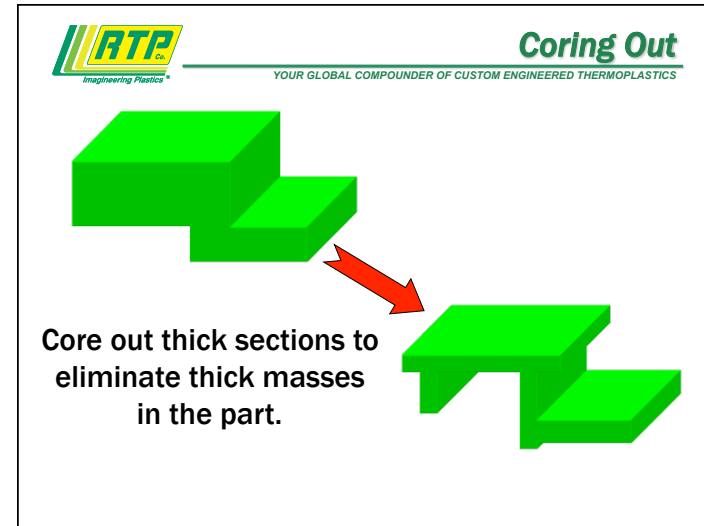 RTP
Co.
Imagineering Plastics ®
Coring Out
YOUR GLOBAL COMPOUNDER OF CUSTOM ENGINEERED THERMOPLASTICS
Core out thick sections to
eliminate thick masses
in the part.